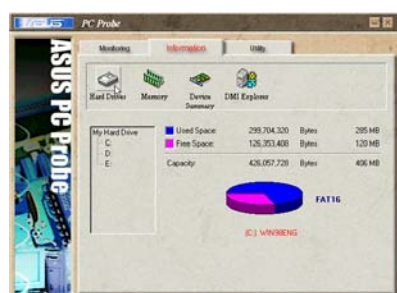 ASUS PC Probe
ASUS PC Probe
Monitoring Information Utility
Hard Drives Memory Device Summary DMI Explorer
My Hard Drive
C:
D:
E:
Used Space: 299,704,320 Bytes 285 MB
Free Space: 126,353,408 Bytes 120 MB
Capacity: 426,057,728 Bytes 406 MB
FAT16
(C:) WIN98ENG